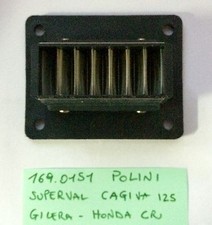 169.0151 POLINI
SUPERVAL CAGIVA 125
GILERA - HONDA CR